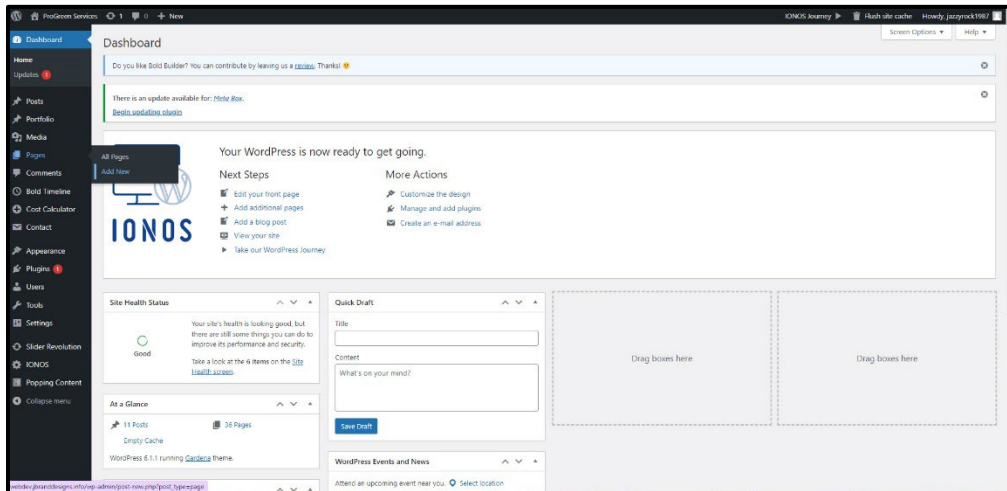 ProGreen Services 1 0 + New IONOS Journey Flush site cache Howdy, jazzyrock1987
Screen Options Help
Dashboard
Home
Updates 1
Posts
Portfolio
Media
Pages
All Pages
Add New
Comments
Bold Timeline
Cost Calculator
Contact
Appearance
Plugins 1
Users
Tools
Settings
Slider Revolution
IONOS
Popping Content
Collapse menu
Dashboard
Do you like Bold Builder? You can contribute by leaving us a review. Thanks!
There is an update available for: Meta Box.
Begin updating plugin
IONOS
Your WordPress is now ready to get going.
Next Steps
Edit your front page
Add additional pages
Add a blog post
View your site
Take our WordPress Journey
More Actions
Customize the design
Manage and add plugins
Create an e-mail address
Site Health Status
Good
Your site's health is looking good, but
there are still some things you can do to
improve its performance and security.
Take a look at the 6 items on the Site
Health screen.
At a Glance
11 Posts 36 Pages
Empty Cache
WordPress 6.1.1 running Gardena theme.
Quick Draft
Title
Content
What's on your mind?
Save Draft
WordPress Events and News
Attend an upcoming event near you. Select location
Drag boxes here
Drag boxes here
webdev.jbranddesigns.info/wp-admin/post-new.php?post_type=page